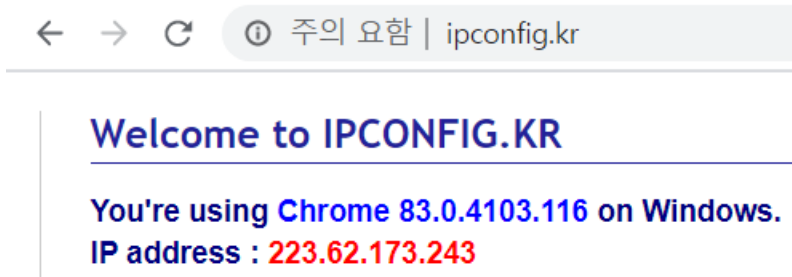 주의 요함 | ipconfig.kr
Welcome to IPCONFIG.KR
You're using Chrome 83.0.4103.116 on Windows.
IP address : 223.62.173.243